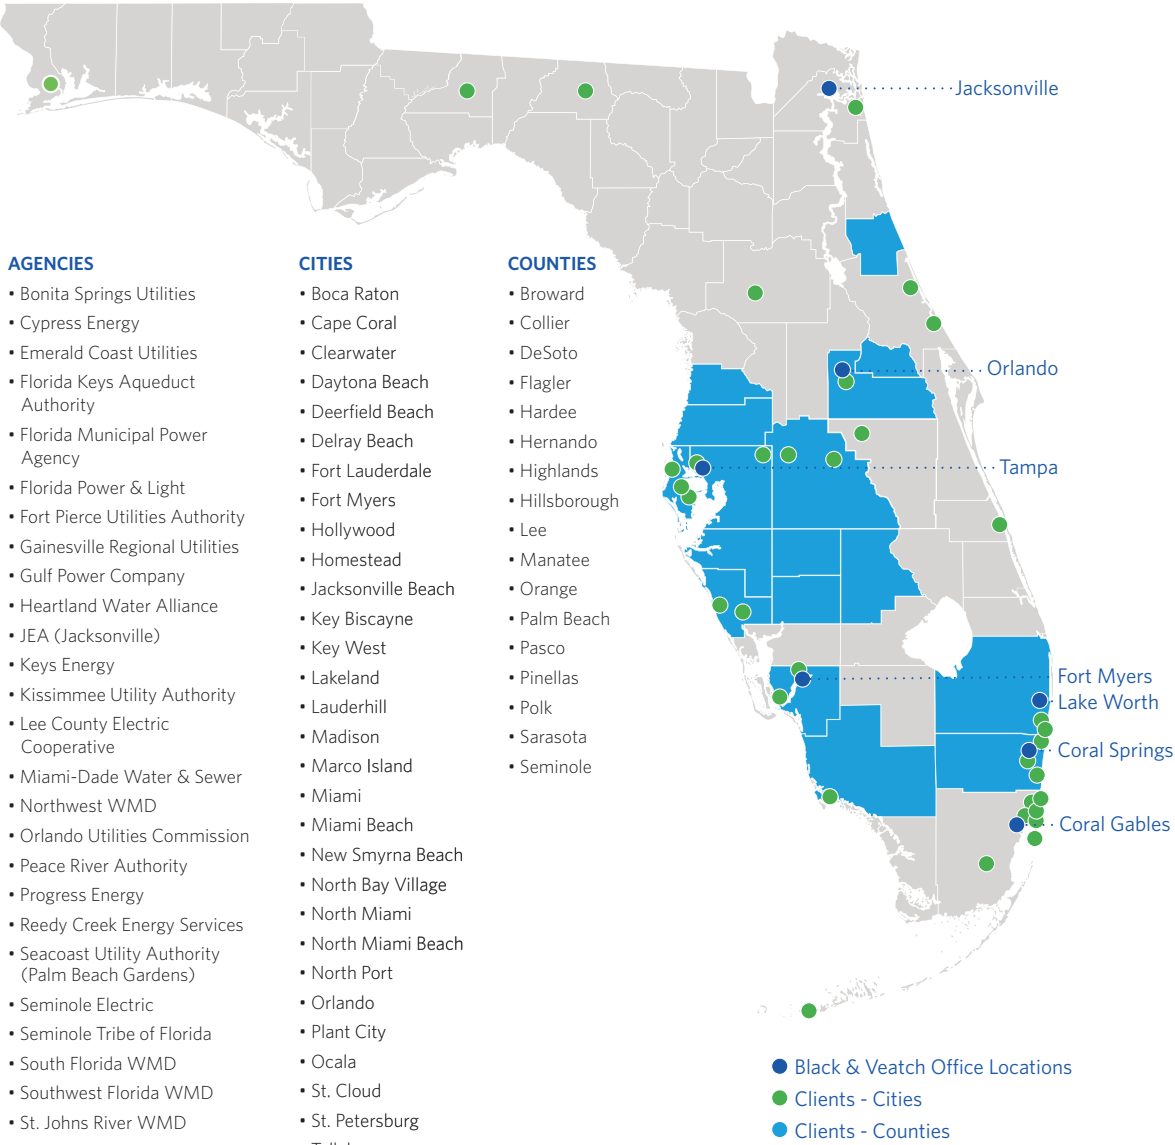 AGENCIES
• Bonita Springs Utilities
• Cypress Energy
• Emerald Coast Utilities
• Florida Keys Aqueduct
Authority
• Florida Municipal Power
Agency
• Florida Power & Light
• Fort Pierce Utilities Authority
• Gainesville Regional Utilities
• Gulf Power Company
• Heartland Water Alliance
• JEA (Jacksonville)
• Keys Energy
• Kissimmee Utility Authority
• Lee County Electric
Cooperative
• Miami-Dade Water & Sewer
• Northwest WMD
• Orlando Utilities Commission
• Peace River Authority
• Progress Energy
• Reedy Creek Energy Services
• Seacoast Utility Authority
(Palm Beach Gardens)
• Seminole Electric
• Seminole Tribe of Florida
• South Florida WMD
• Southwest Florida WMD
• St. Johns River WMD
CITIES
• Boca Raton
• Cape Coral
• Clearwater
• Daytona Beach
• Deerfield Beach
• Delray Beach
• Fort Lauderdale
• Fort Myers
• Hollywood
• Homestead
• Jacksonville Beach
• Key Biscayne
• Key West
• Lakeland
• Lauderhill
• Madison
• Marco Island
• Miami
• Miami Beach
• New Smyrna Beach
• North Bay Village
• North Miami
• North Miami Beach
• North Port
• Orlando
• Plant City
• Ocala
• St. Cloud
• St. Petersburg
COUNTIES
• Broward
• Collier
• DeSoto
• Flagler
• Hardee
• Hernando
• Highlands
• Hillsborough
• Lee
• Manatee
• Orange
• Palm Beach
• Pasco
• Pinellas
• Polk
• Sarasota
• Seminole
Jacksonville
Orlando
Tampa
Fort Myers
Lake Worth
Coral Springs
Coral Gables
Black & Veatch Office Locations
Clients - Cities
Clients - Counties